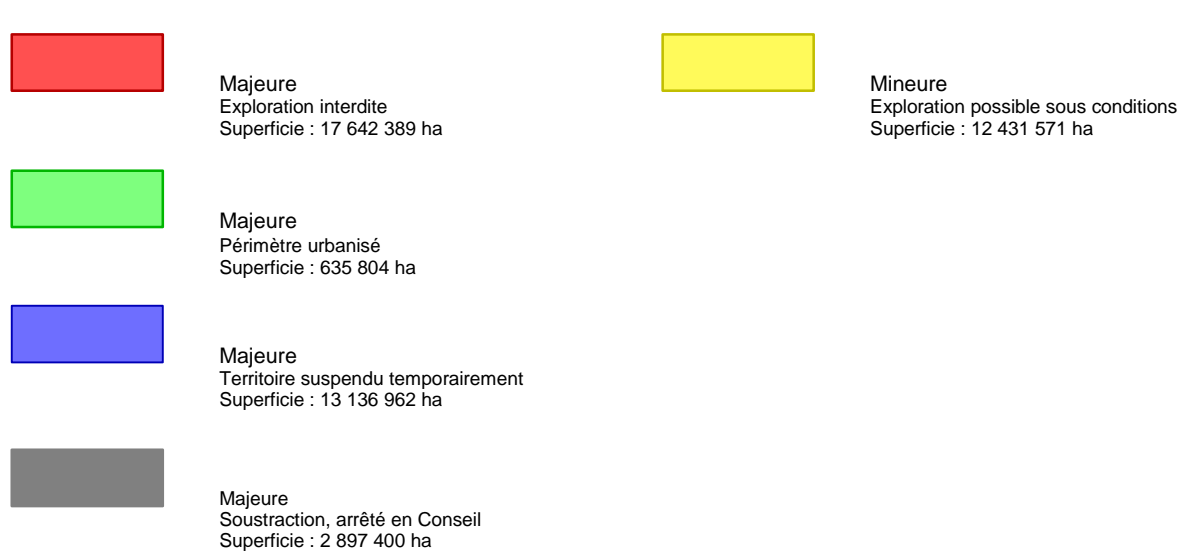 Majeure
Exploration interdite
Superficie : 17 642 389 ha
Majeure
Périmètre urbanisé
Superficie : 635 804 ha
Majeure
Territoire suspendu temporairement
Superficie : 13 136 962 ha
Majeure
Soustraction, arrêté en Conseil
Superficie : 2 897 400 ha
Mineure
Exploration possible sous conditions
Superficie : 12 431 571 ha